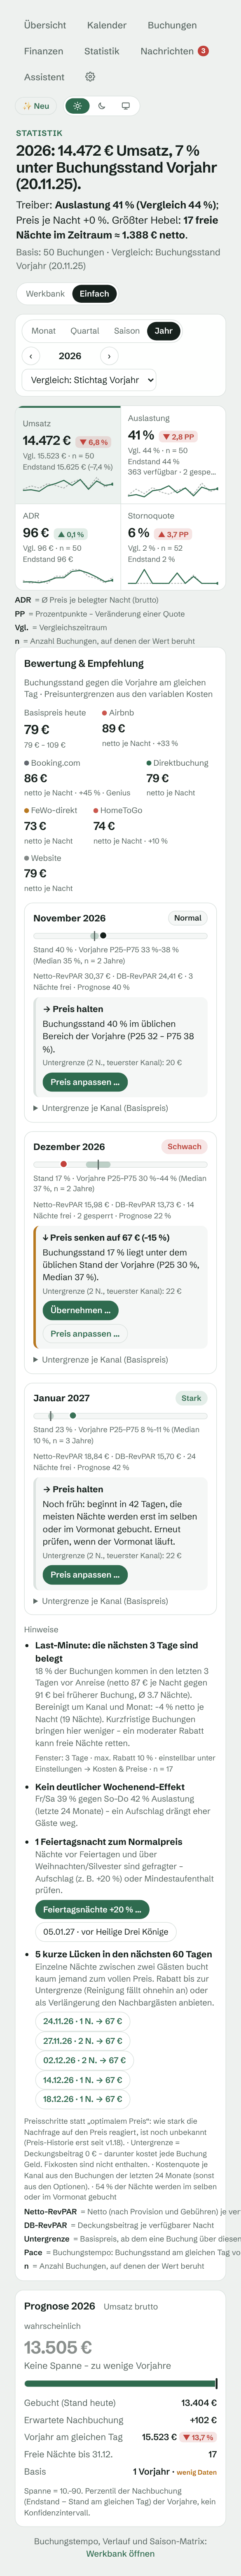 Übersicht Kalender Buchungen
Finanzen Statistik Nachrichten 3
Assistent
✨ Neu
STATISTIK
2026: 14.472 € Umsatz, 7 %
unter Buchungsstand Vorjahr
(20.11.25).
Treiber: Auslastung 41 % (Vergleich 44 %);
Preis je Nacht +0 %. Größter Hebel: 17 freie
Nächte im Zeitraum ≈ 1.388 € netto.
Basis: 50 Buchungen · Vergleich: Buchungsstand
Vorjahr (20.11.25)
Werkbank Einfach
Monat Quartal Saison Jahr
‹ 2026 ›
Vergleich: Stichtag Vorjahr
Umsatz
14.472 € ▼ 6,8 %
Vgl. 15.523 € · n = 50
Endstand 15.625 € (−7,4 %)
Auslastung
41 % ▼ 2,8 PP
Vgl. 44 % · n = 50
Endstand 44 %
363 verfügbar · 2 gespe…
ADR
96 € ▲ 0,1 %
Vgl. 96 € · n = 50
Endstand 96 €
Stornoquote
6 % ▲ 3,7 PP
Vgl. 2 % · n = 52
Endstand 2 %
ADR = Ø Preis je belegter Nacht (brutto)
PP = Prozentpunkte – Veränderung einer Quote
Vgl. = Vergleichszeitraum
n = Anzahl Buchungen, auf denen der Wert beruht
Bewertung & Empfehlung
Buchungsstand gegen die Vorjahre am gleichen
Tag · Preisuntergrenzen aus den variablen Kosten
Basispreis heute
79 €
79 € – 109 €
Airbnb
89 €
netto je Nacht · +33 %
Booking.com
86 €
netto je Nacht · +45 % · Genius
Direktbuchung
79 €
netto je Nacht
FeWo-direkt
73 €
netto je Nacht
HomeToGo
74 €
netto je Nacht · +10 %
Website
79 €
netto je Nacht
November 2026 Normal
Stand 40 % · Vorjahre P25-P75 33 %–38 %
(Median 35 %, n = 2 Jahre)
Netto-RevPAR 30,37 € · DB-RevPAR 24,41 € · 3
Nächte frei · Prognose 40 %
→ Preis halten
Buchungsstand 40 % im üblichen
Bereich der Vorjahre (P25 32 – P75 38
%).
Untergrenze (2 N., teuerster Kanal): 20 €
Preis anpassen …
▶ Untergrenze je Kanal (Basispreis)
Dezember 2026 Schwach
Stand 17 % · Vorjahre P25-P75 30 %–44 % (Median
37 %, n = 2 Jahre)
Netto-RevPAR 15,98 € · DB-RevPAR 13,73 € · 14
Nächte frei · 2 gesperrt · Prognose 22 %
↓ Preis senken auf 67 € (-15 %)
Buchungsstand 17 % liegt unter dem
üblichen Stand der Vorjahre (P25 30 %,
Median 37 %).
Untergrenze (2 N., teuerster Kanal): 22 €
Übernehmen …
Preis anpassen …
▶ Untergrenze je Kanal (Basispreis)
Januar 2027 Stark
Stand 23 % · Vorjahre P25-P75 8 %–11 % (Median
10 %, n = 3 Jahre)
Netto-RevPAR 18,84 € · DB-RevPAR 15,70 € · 24
Nächte frei · Prognose 42 %
→ Preis halten
Noch früh: beginnt in 42 Tagen, die
meisten Nächte werden erst im selben
oder im Vormonat gebucht. Erneut
prüfen, wenn der Vormonat läuft.
Untergrenze (2 N., teuerster Kanal): 22 €
Preis anpassen …
▶ Untergrenze je Kanal (Basispreis)
Hinweise
• Last-Minute: die nächsten 3 Tage sind
belegt
18 % der Buchungen kommen in den letzten 3
Tagen vor Anreise (netto 87 € je Nacht gegen
91 € bei früherer Buchung, Ø 3,7 Nächte).
Bereinigt um Kanal und Monat: −4 % netto je
Nacht (19 Nächte). Kurzfristige Buchungen
bringen hier weniger – ein moderater Rabatt
kann freie Nächte retten.
Fenster: 3 Tage · max. Rabatt 10 % · einstellbar unter
Einstellungen → Kosten & Preise · n = 17
• Kein deutlicher Wochenend-Effekt
Fr/Sa 39 % gegen So-Do 42 % Auslastung
(letzte 24 Monate) – ein Aufschlag drängt eher
Gäste weg.
• 1 Feiertagsnacht zum Normalpreis
Nächte vor Feiertagen und über
Weihnachten/Silvester sind gefragter –
Aufschlag (z. B. +20 %) oder Mindestaufenthalt
prüfen.
Feiertagsnächte +20 % …
05.01.27 · vor Heilige Drei Könige
• 5 kurze Lücken in den nächsten 60 Tagen
Einzelne Nächte zwischen zwei Gästen bucht
kaum jemand zum vollen Preis. Rabatt bis zur
Untergrenze (Reinigung fällt ohnehin an) oder
als Verlängerung den Nachbargästen anbieten.
24.11.26 · 1 N. → 67 €
27.11.26 · 2 N. → 67 €
02.12.26 · 2 N. → 67 €
14.12.26 · 1 N. → 67 €
18.12.26 · 1 N. → 67 €
Preisschritte statt „optimalem Preis“: wie stark die
Nachfrage auf den Preis reagiert, ist noch unbekannt
(Preis-Historie erst seit v1.18). · Untergrenze =
Deckungsbeitrag 0 € – darunter kostet jede Buchung
Geld. Fixkosten sind nicht enthalten. · Kostenquote je
Kanal aus den Buchungen der letzten 24 Monate (sonst
aus den Optionen). · 54 % der Nächte werden im selben
oder im Vormonat gebucht
Netto-RevPAR = Netto (nach Provision und Gebühren) je ver
DB-RevPAR = Deckungsbeitrag je verfügbarer Nacht
Untergrenze = Basispreis, ab dem eine Buchung über diesen
Pace = Buchungstempo: Buchungsstand am gleichen Tag vo
n = Anzahl Buchungen, auf denen der Wert beruht
Prognose 2026 Umsatz brutto
wahrscheinlich
13.505 €
Keine Spanne – zu wenige Vorjahre
Gebucht (Stand heute) 13.404 €
Erwartete Nachbuchung +102 €
Vorjahr am gleichen Tag 15.523 € ▼ 13,7 %
Freie Nächte bis 31.12. 17
Basis 1 Vorjahr · wenig Daten
Spanne = 10.–90. Perzentil der Nachbuchung
(Endstand − Stand am gleichen Tag) der Vorjahre, kein
Konfidenzintervall.
Buchungstempo, Verlauf und Saison-Matrix:
Werkbank öffnen